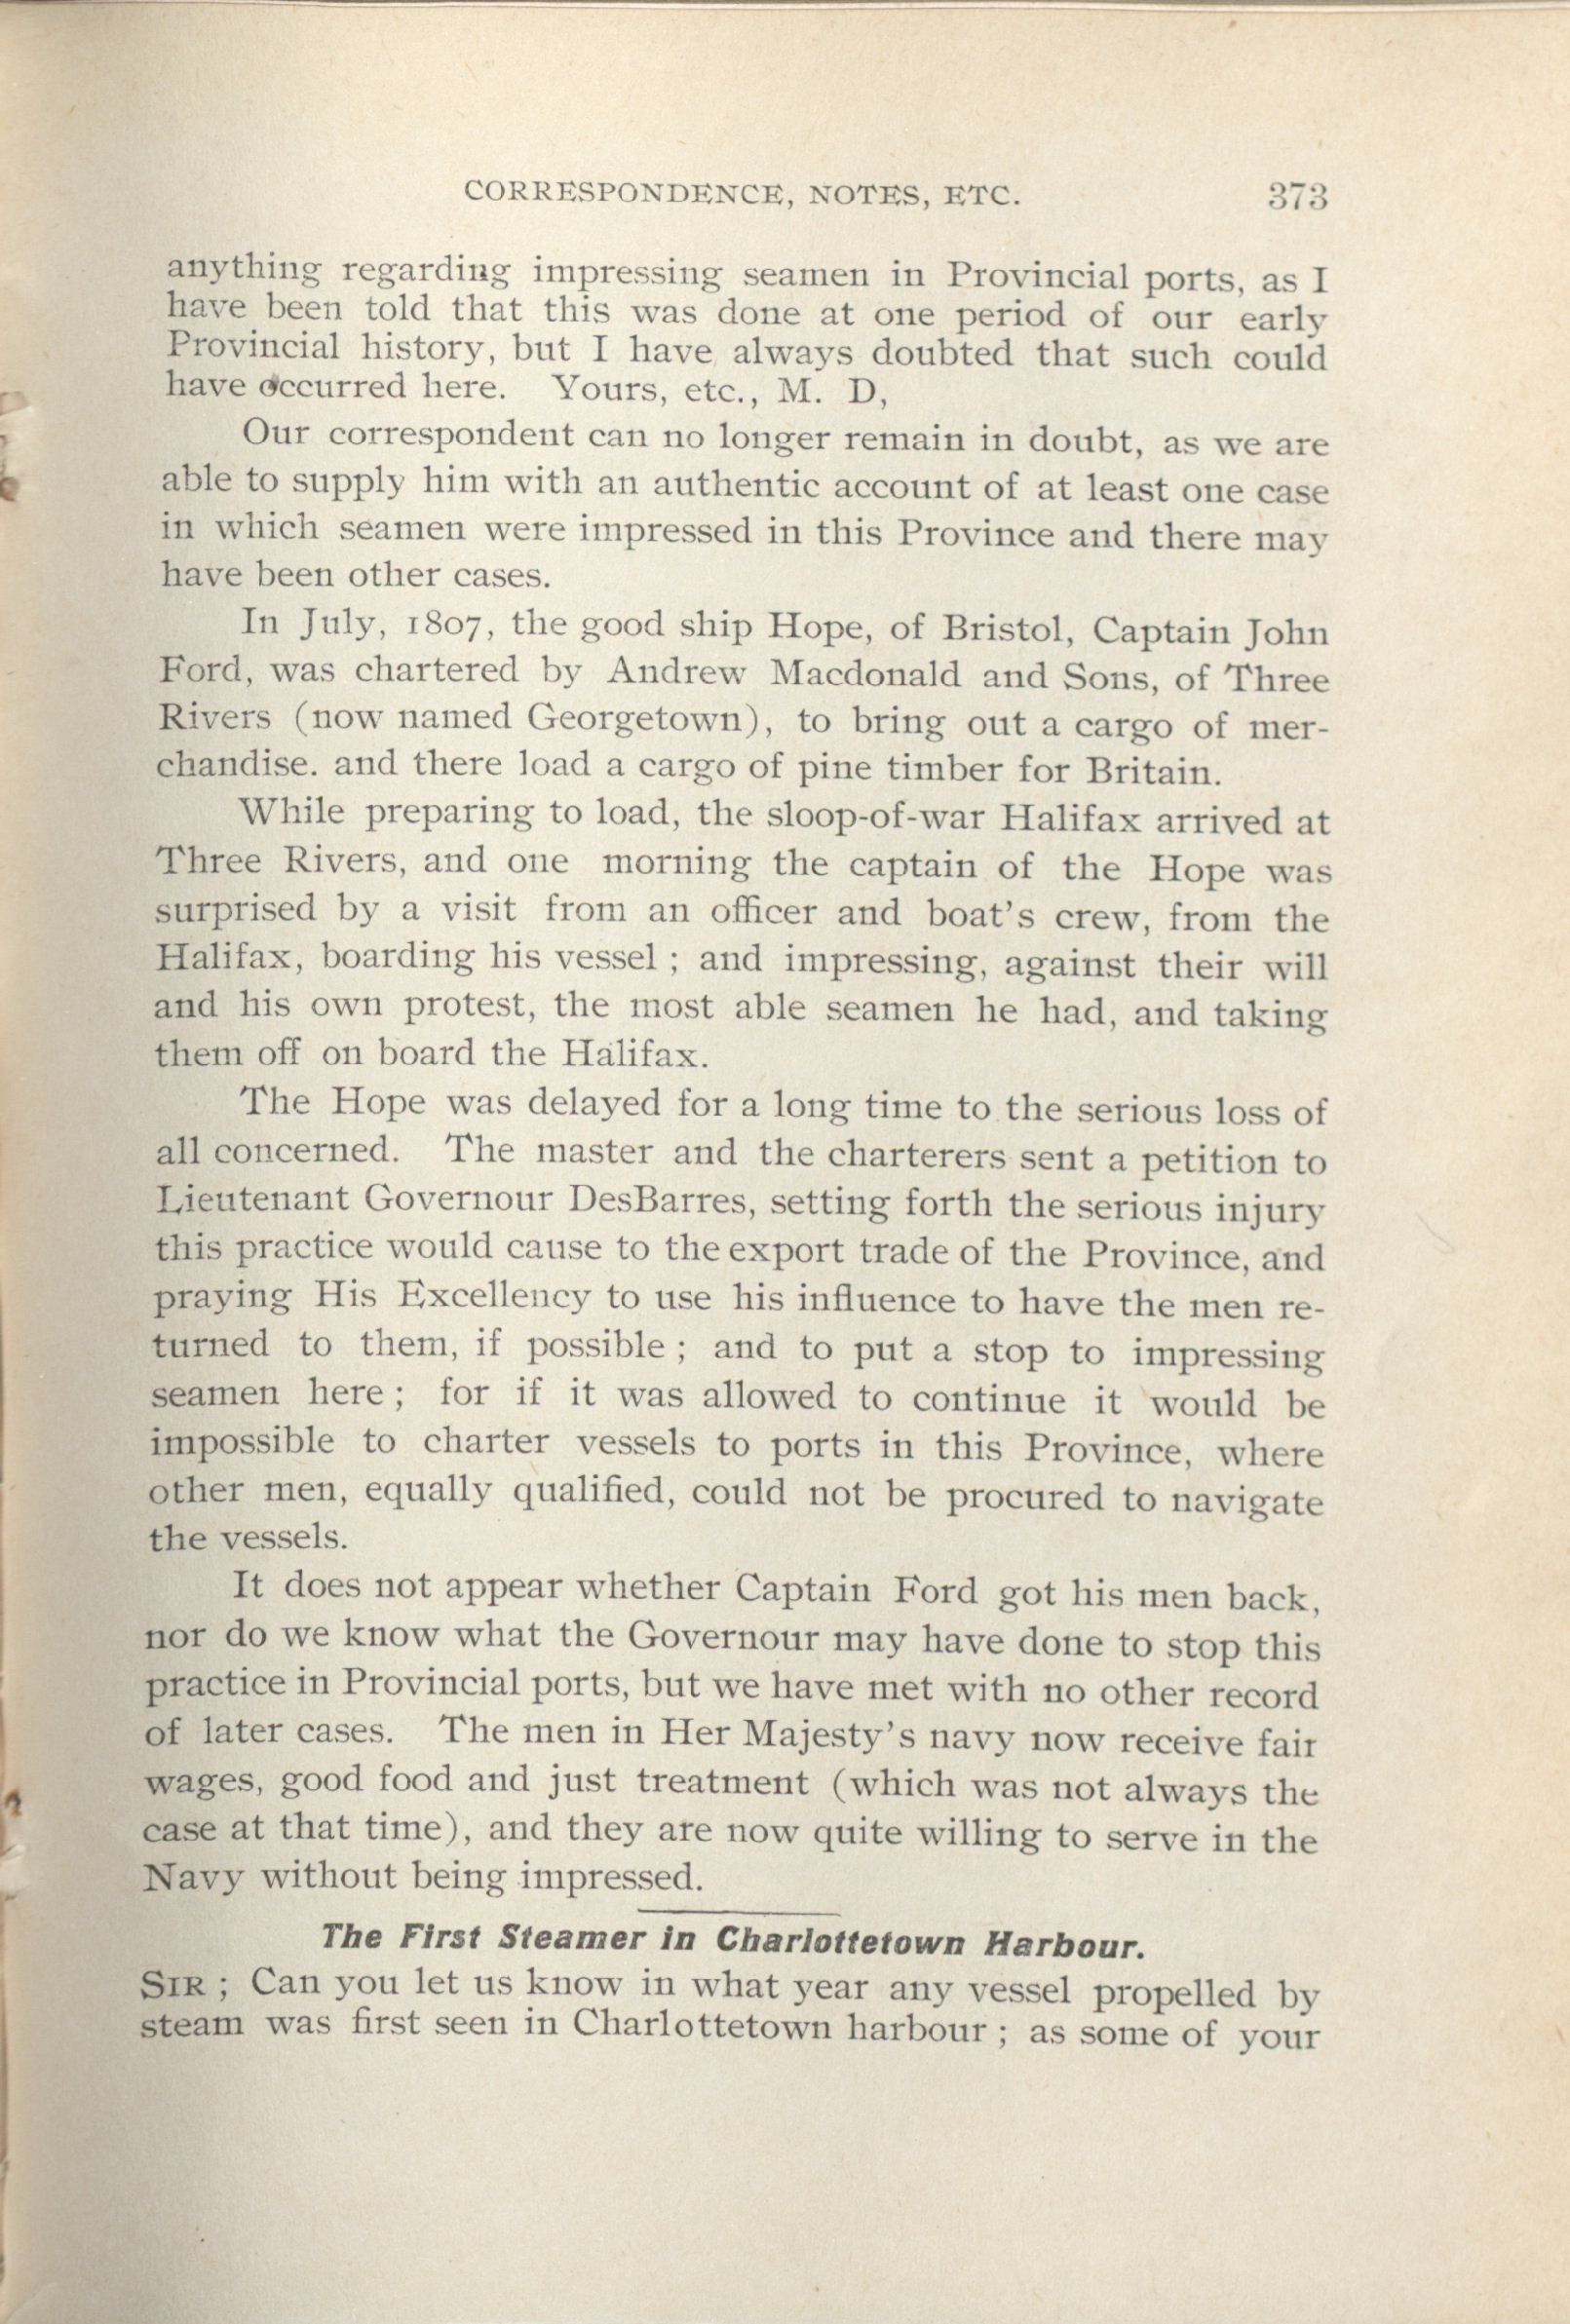 CORRESPONDENCE, NOTES, ETC. 373
anything regarding impressing seamen in Provincial ports, as I
have been told that this was done at one period of our early
Provincial history, but I have always doubted that such could
have occurred here. Yours, etc., M. D,
Our correspondent can no longer remain in doubt, as we are
able to supply him with an authentic account of at least one case
in which seamen were impressed in this Province and there may
have been other cases.
In July, 1807, the good ship Hope, of Bristol, Captain John
Ford, was chartered by Andrew Macdonald and Sons, of Three
Rivers (now named Georgetown), to bring out a cargo of mer-
chandise. and there load a cargo of pine timber for Britain.
While preparing to load, the sloop-of-war Halifax arrived at
Three Rivers, and one morning the captain of the Hope was
surprised by a visit from an officer and boat's crew, from the
Halifax, boarding his vessel ; and impressing, against their will
and his own protest, the most able seamen he had, and taking
them off on board the Halifax.
The Hope was delayed for a long time to the serious loss of
all concerned. The master and the charterers sent a petition to
Lieutenant Governour DesBarres, setting forth the serious injury
this practice would cause to the export trade of the Province, and
praying His Excellency to use his influence to have the men re-
turned to them, if possible ; and to put a stop to impressing
seamen here ; for if it was allowed to continue it would be
impossible to charter vessels to ports in this Province, where
other men, equally qualified, could not be procured to navigate
the vessels.
It does not appear whether Captain Ford got his men back,
nor do we know what the Governour may have done to stop this
practice in Provincial ports, but we have met with no other record
of later cases. The men in Her Majesty's navy now receive fair
wages, good food and just treatment (which was not always the
case at that time), and they are now quite willing to serve in the
Navy without being impressed.
The First Steamer in Charlottetown Harbour.
SIR ; Can you let us know in what year any vessel propelled by
steam was first seen in Charlottetown harbour ; as some of your